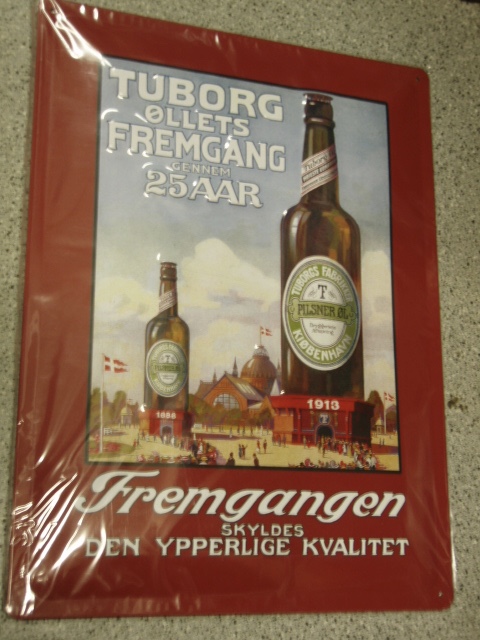 TUBORG
ØLLETS
FREMGANG
GENNEM
25 AAR
TUBORGS FABRIKER
T
PILSNER ØL
KJØBENHAVN
1888
1913
Fremgangen
SKYLDES
DEN YPPERLIGE KVALITET